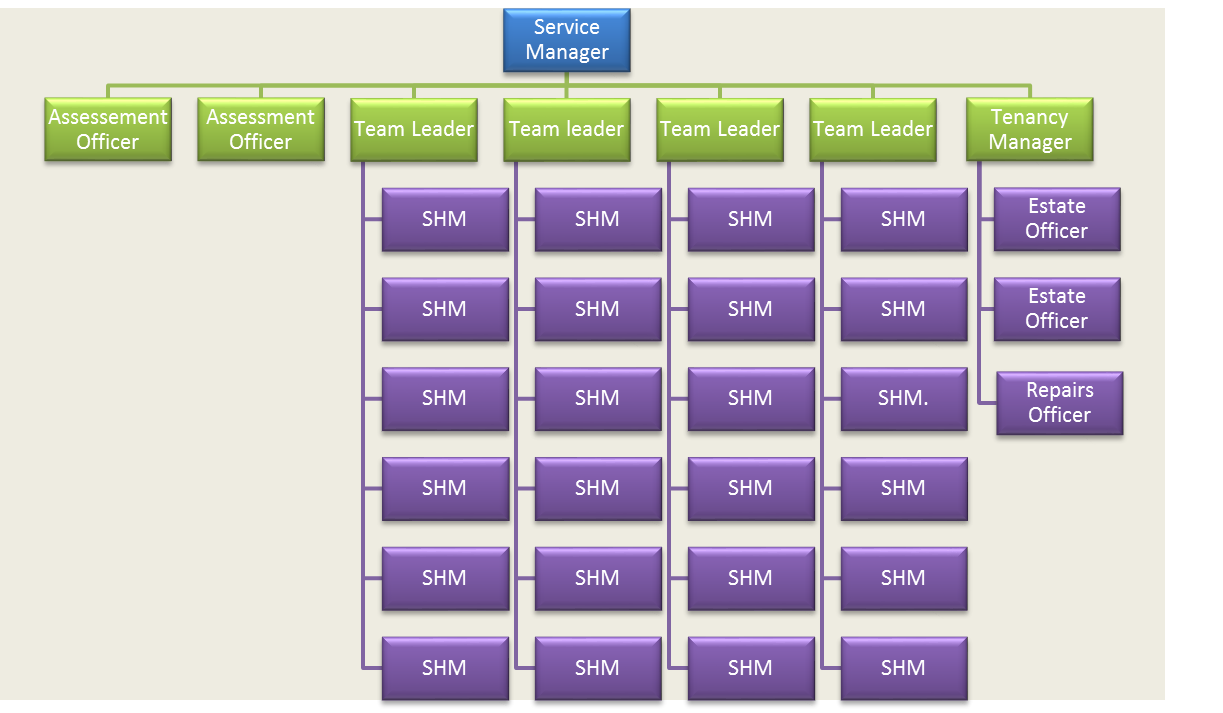 Service
Manager
Assessement
Officer
Assessment
Officer
Team Leader
Team leader
Team Leader
Team Leader
Tenancy
Manager
SHM
SHM
SHM
SHM
Estate
Officer
SHM
SHM
SHM
SHM
Estate
Officer
SHM
SHM
SHM
SHM.
Repairs
Officer
SHM
SHM
SHM
SHM
SHM
SHM
SHM
SHM
SHM
SHM
SHM
SHM